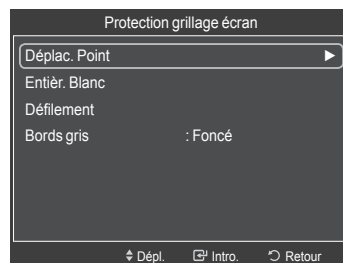 Protection grillage écran
Déplac. Point
Entièr. Blanc
Défilement
Bords gris : Foncé
Dépl. Intro. Retour